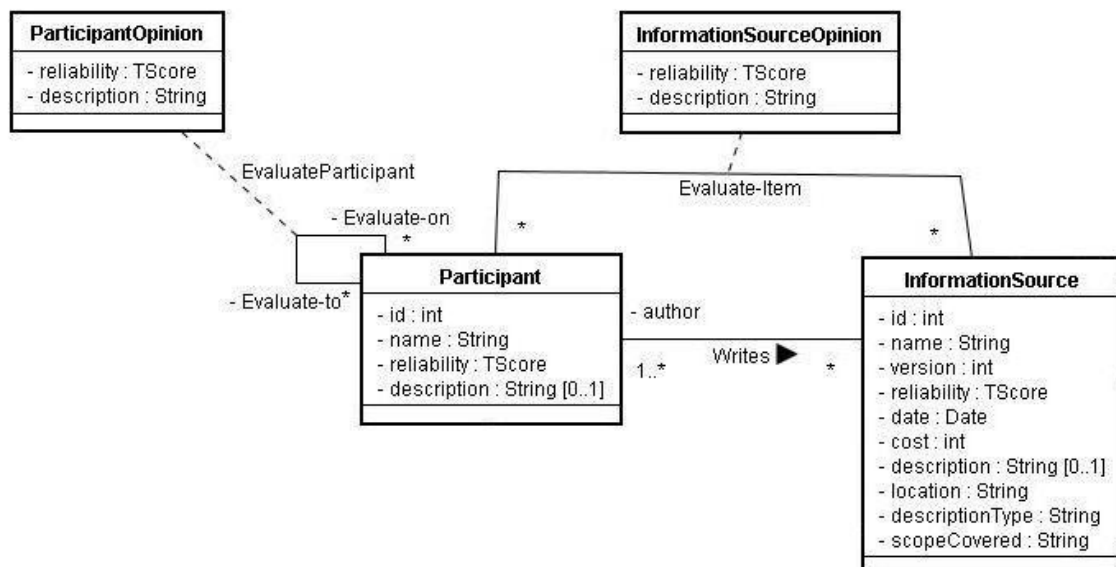 ParticipantOpinion
- reliability : TScore
- description : String
InformationSourceOpinion
- reliability : TScore
- description : String
EvaluateParticipant
Evaluate-Item
- Evaluate-on
*
*
*
- Evaluate-to*
Participant
- id : int
- name : String
- reliability : TScore
- description : String [0..1]
- author
Writes ▶
1..*
*
InformationSource
- id : int
- name : String
- version : int
- reliability : TScore
- date : Date
- cost : int
- description : String [0..1]
- location : String
- descriptionType : String
- scopeCovered : String